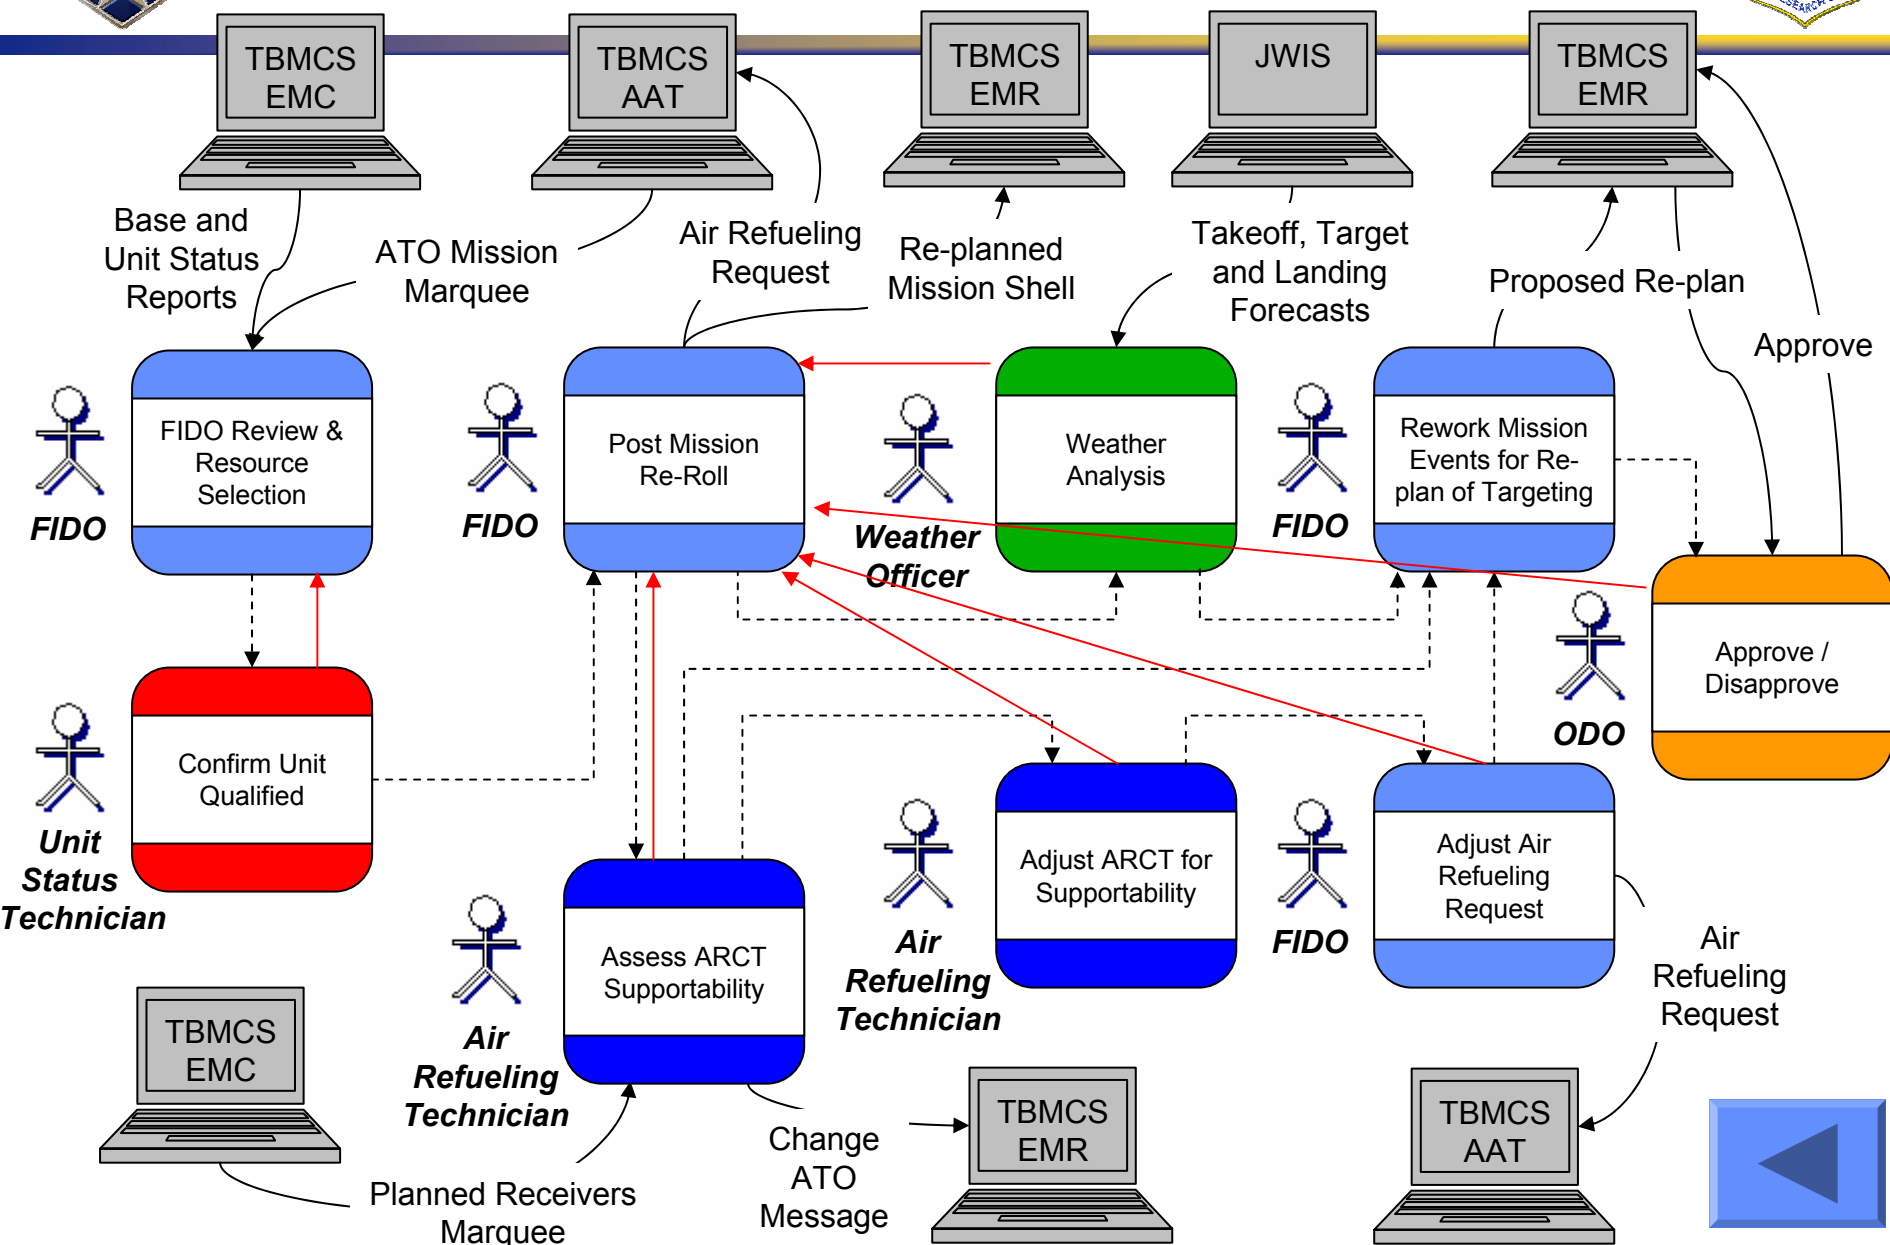 TBMCS
EMC
TBMCS
AAT
TBMCS
EMR
JWIS
TBMCS
EMR
Base and
Unit Status
Reports
ATO Mission
Marquee
Air Refueling
Request
Re-planned
Mission Shell
Takeoff, Target
and Landing
Forecasts
Proposed Re-plan
Approve
FIDO
FIDO Review &
Resource
Selection
FIDO
Post Mission
Re-Roll
Weather
Officer
Weather
Analysis
FIDO
Rework Mission
Events for Re-
plan of Targeting
ODO
Approve /
Disapprove
Unit
Status
Technician
Confirm Unit
Qualified
Air
Refueling
Technician
Assess ARCT
Supportability
Air
Refueling
Technician
Adjust ARCT for
Supportability
FIDO
Adjust Air
Refueling
Request
Air
Refueling
Request
TBMCS
EMC
Planned Receivers
Marquee
Change
ATO
Message
TBMCS
EMR
TBMCS
AAT